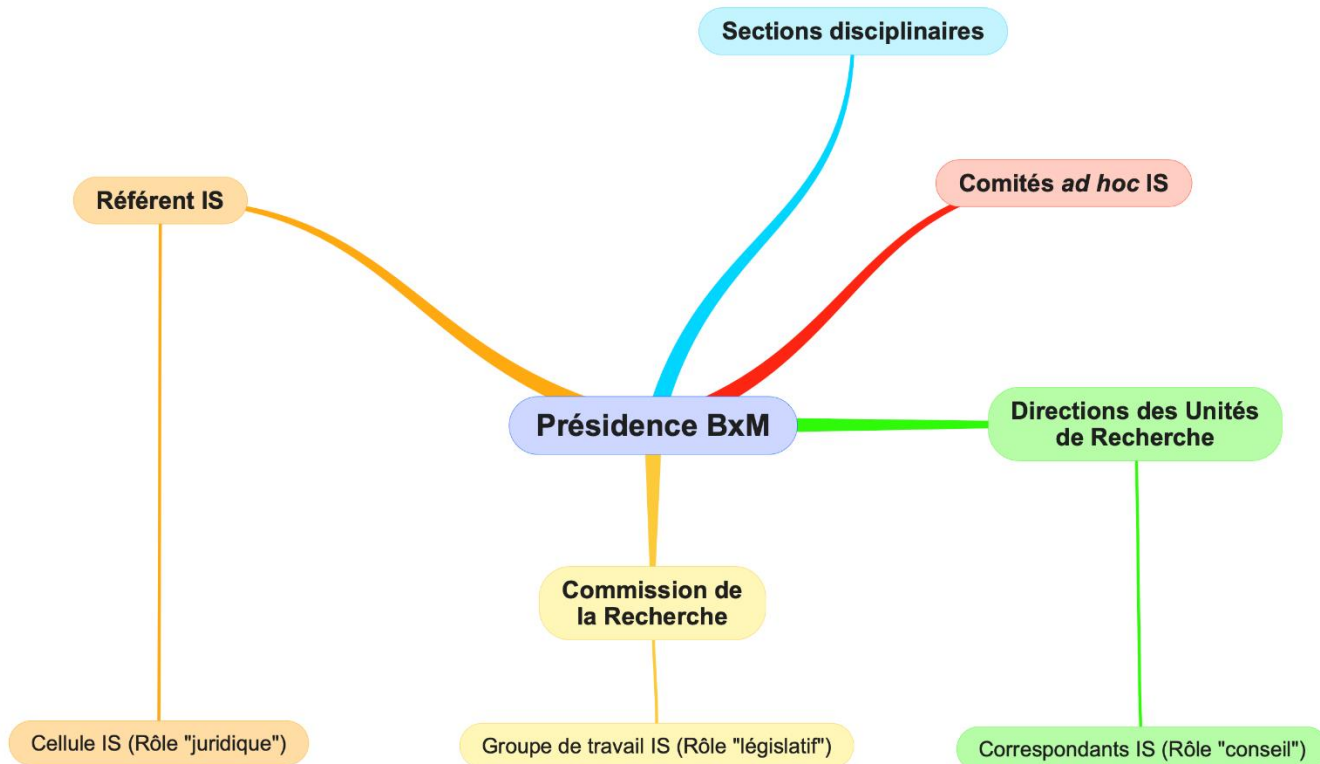 Sections disciplinaires
Référent IS
Comités ad hoc IS
Présidence BxM
Directions des Unités
de Recherche
Commission de
la Recherche
Cellule IS (Rôle "juridique")
Groupe de travail IS (Rôle "législatif")
Correspondants IS (Rôle "conseil")